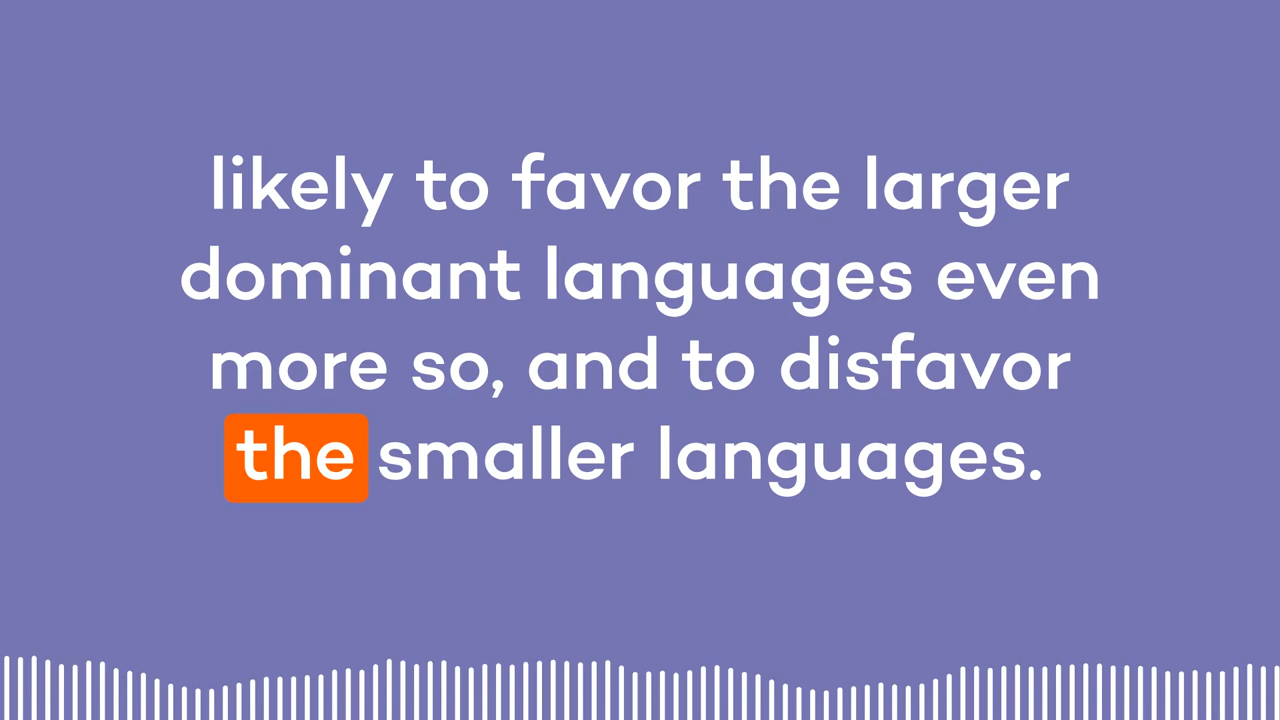 likely to favor the larger
dominant languages even
more so, and to disfavor
the smaller languages.